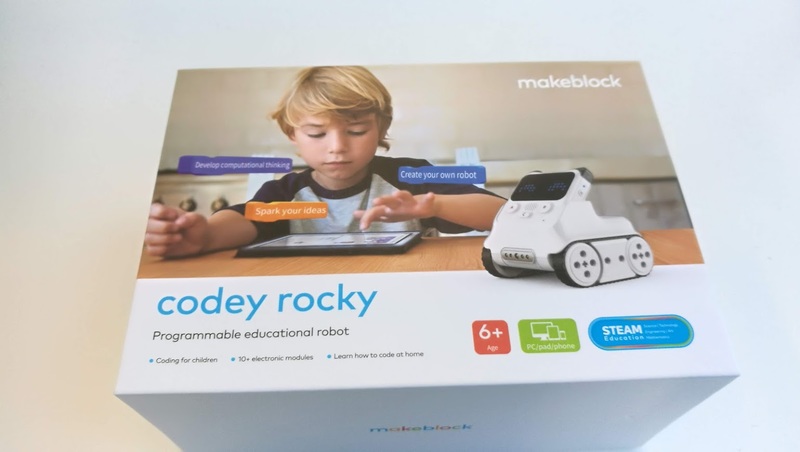 makeblock
Develop computational thinking
Create your own robot
Spark your ideas
codey rocky
Programmable educational robot
• Coding for children • 10+ electronic modules • Learn how to code at home
6+
Age
PC/pad/phone
STEAM
Education
makeblock